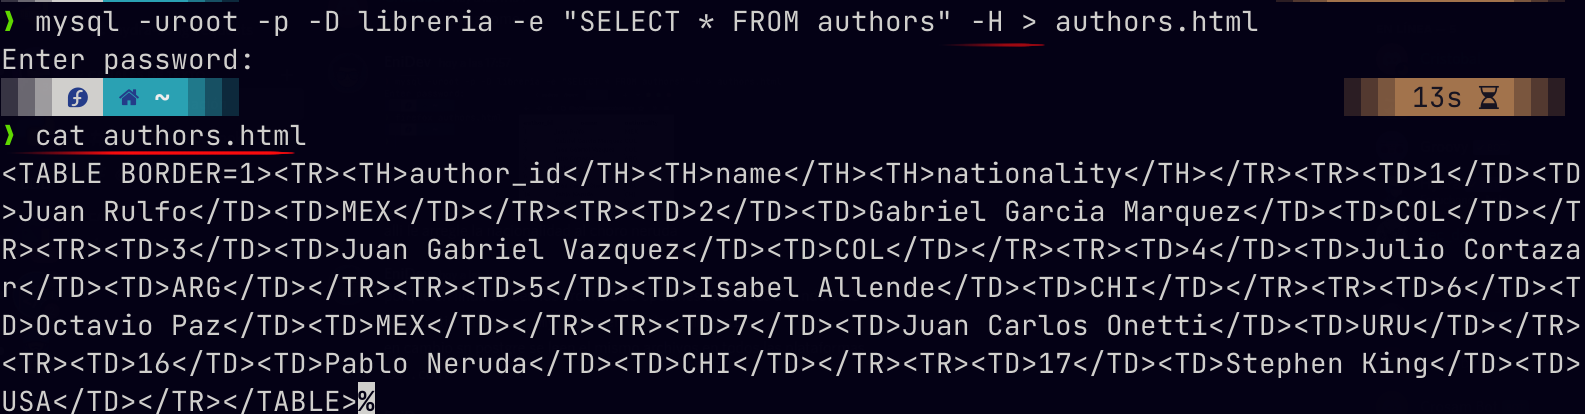 ❯ mysql -uroot -p -D libreria -e "SELECT * FROM authors" -H > authors.html
Enter password:
~ 13s
❯ cat authors.html
<TABLE BORDER=1><TR><TH>author_id</TH><TH>name</TH><TH>nationality</TH></TR><TR><TD>1</TD><TD
>Juan Rulfo</TD><TD>MEX</TD></TR><TR><TD>2</TD><TD>Gabriel Garcia Marquez</TD><TD>COL</TD></T
R><TR><TD>3</TD><TD>Juan Gabriel Vazquez</TD><TD>COL</TD></TR><TR><TD>4</TD><TD>Julio Cortaza
r</TD><TD>ARG</TD></TR><TR><TD>5</TD><TD>Isabel Allende</TD><TD>CHI</TD></TR><TR><TD>6</TD><T
D>Octavio Paz</TD><TD>MEX</TD></TR><TR><TD>7</TD><TD>Juan Carlos Onetti</TD><TD>URU</TD></TR>
<TR><TD>16</TD><TD>Pablo Neruda</TD><TD>CHI</TD></TR><TR><TD>17</TD><TD>Stephen King</TD><TD>
USA</TD></TR></TABLE>%